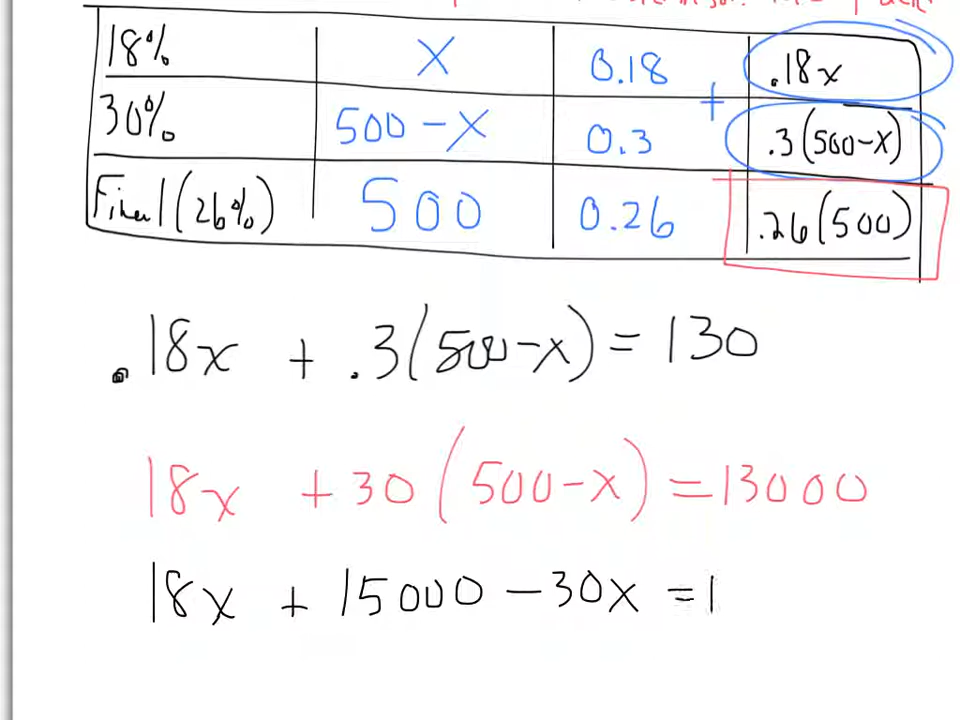 18% X 0.18 .18x
30% 500-X 0.3 + .3(500-X)
Final (26%) 500 0.26 .26(500)
.18x + .3(500-x) = 130
18x + 30(500-x) = 13000
18x + 15000 - 30x = 1